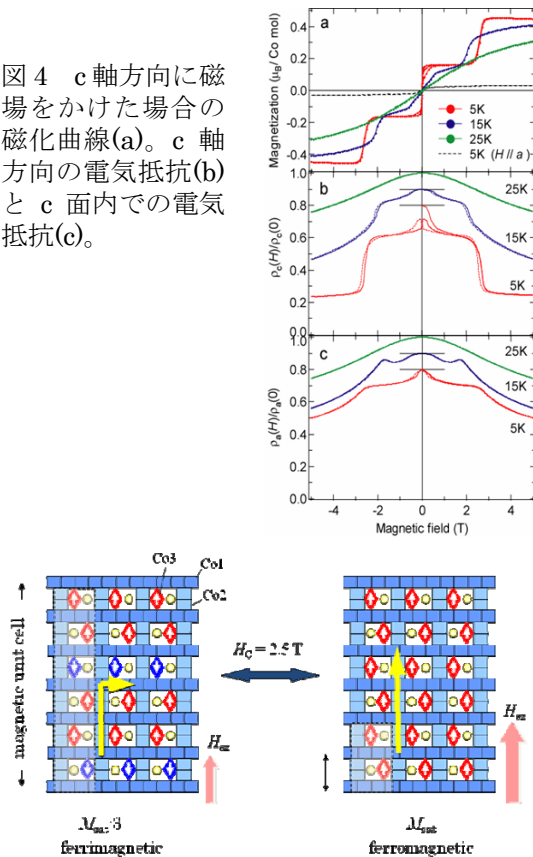 図 4 c 軸方向に磁
場をかけた場合の
磁化曲線(a)。c 軸
方向の電気抵抗(b)
と c 面内での電気
抵抗(c)。
a
Magnetization (μB/ Co mol)
0.4
0.2
0.0
-0.2
-0.4
5K
15K
25K
5K (H // a )
b
ρc(H)/ρc(0)
1.0
0.8
0.6
0.4
0.2
0.0
25K
15K
5K
c
ρa(H)/ρa(0)
1.0
0.8
0.6
0.4
0.2
0.0
25K
15K
5K
-4 -2 0 2 4
Magnetic field (T)
Co3 Co1
Co2
magnetic unit cell
HC = 2.5 T
Hex
Hex
Msat/3
ferrimagnetic
Msat
ferromagnetic